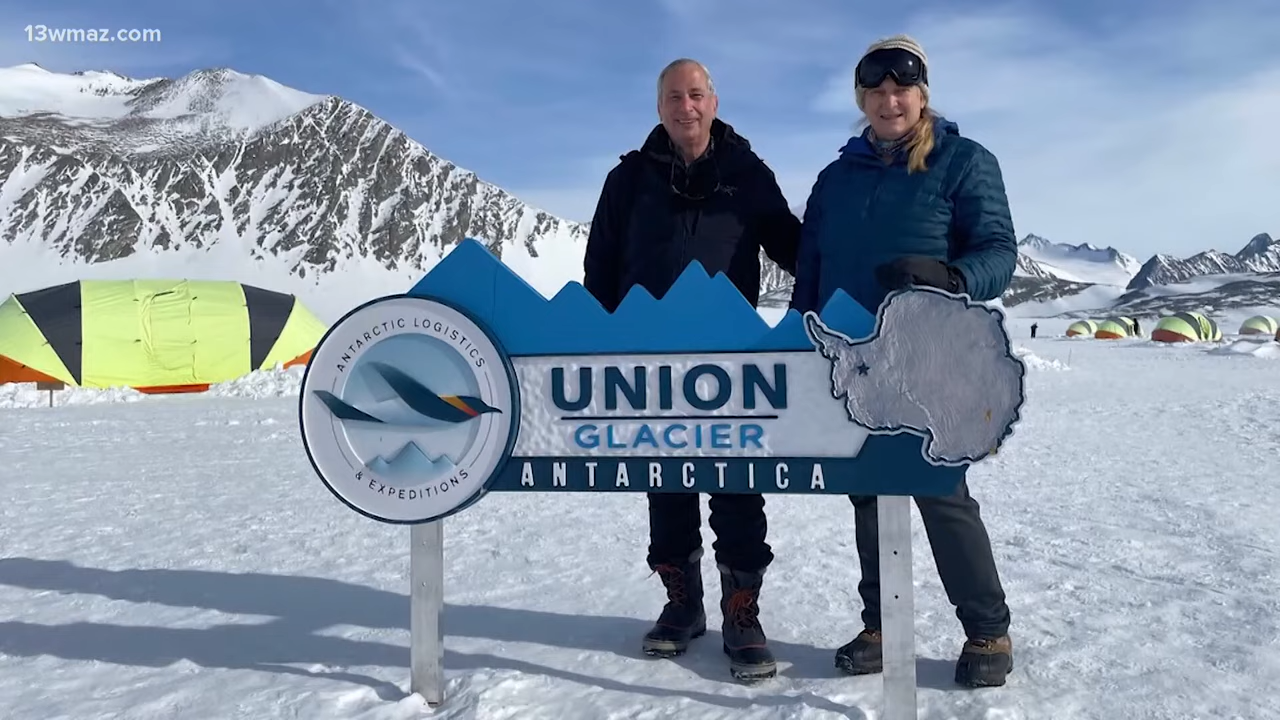 13wmaz.com
ANTARCTIC LOGISTICS
& EXPEDITIONS
UNION
GLACIER
ANTARCTICA